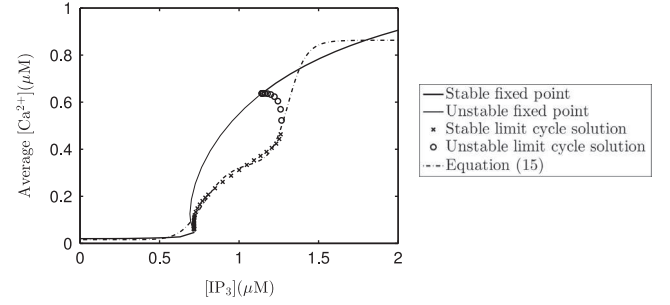 1
0.8
0.6
0.4
0.2
0
Average [Ca²⁺](μM)
0 0.5 1 1.5 2
[IP₃](μM)
Stable fixed point
Unstable fixed point
Stable limit cycle solution
Unstable limit cycle solution
Equation (15)